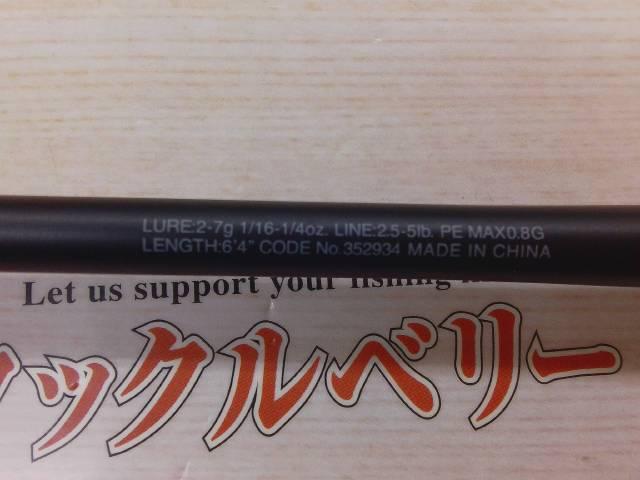 LURE:2-7g 1/16-1/4oz. LINE:2.5-5lb. PE MAX0.8G
LENGTH:6'4" CODE No.352934 MADE IN CHINA
Let us support your fishing
ックルベリー